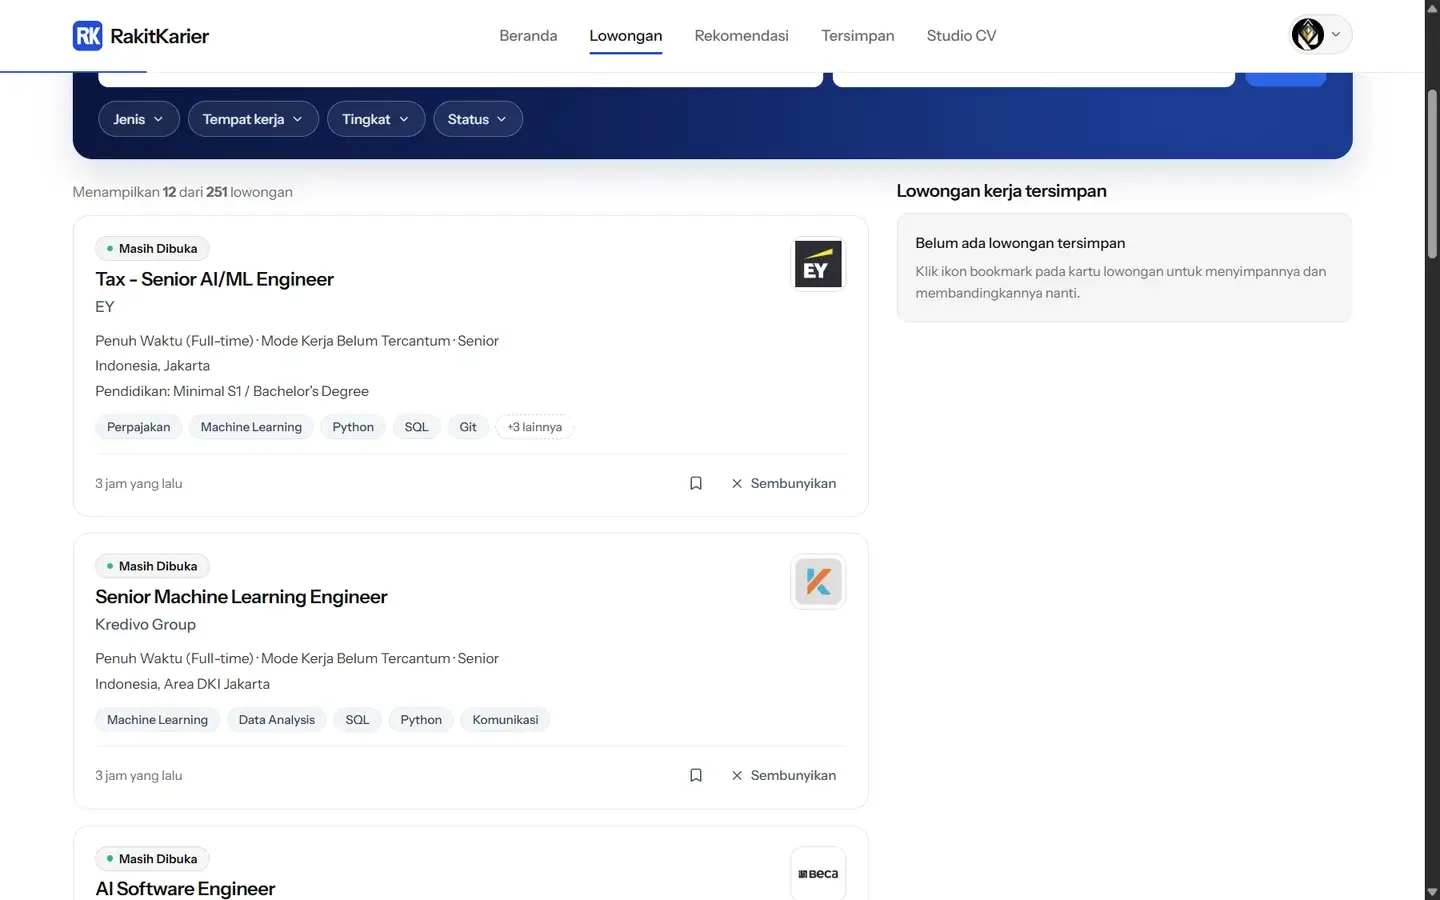 RK RakitKarier
Beranda
Lowongan
Rekomendasi
Tersimpan
Studio CV
Jenis
Tempat kerja
Tingkat
Status
Menampilkan 12 dari 251 lowongan
Masih Dibuka
Tax - Senior AI/ML Engineer
EY
EY
Penuh Waktu (Full-time) · Mode Kerja Belum Tercantum · Senior
Indonesia, Jakarta
Pendidikan: Minimal S1 / Bachelor's Degree
Perpajakan
Machine Learning
Python
SQL
Git
+3 lainnya
3 jam yang lalu
Sembunyikan
Masih Dibuka
Senior Machine Learning Engineer
Kredivo Group
Penuh Waktu (Full-time) · Mode Kerja Belum Tercantum · Senior
Indonesia, Area DKI Jakarta
Machine Learning
Data Analysis
SQL
Python
Komunikasi
3 jam yang lalu
Sembunyikan
Masih Dibuka
AI Software Engineer
BECA
Lowongan kerja tersimpan
Belum ada lowongan tersimpan
Klik ikon bookmark pada kartu lowongan untuk menyimpannya dan
membandingkannya nanti.